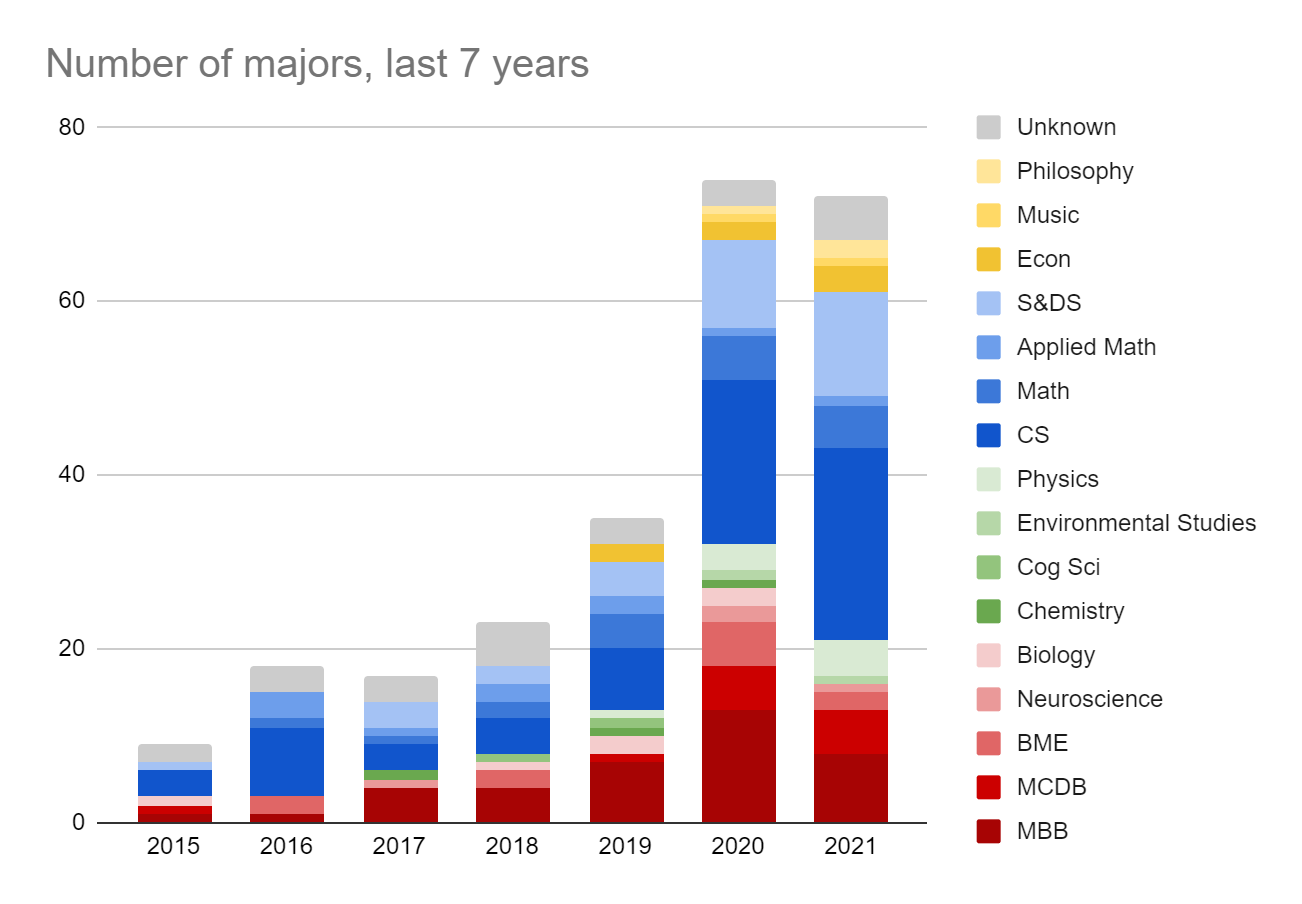 Number of majors, last 7 years
80
60
40
20
0
2015 2016 2017 2018 2019 2020 2021
Unknown
Philosophy
Music
Econ
S&DS
Applied Math
Math
CS
Physics
Environmental Studies
Cog Sci
Chemistry
Biology
Neuroscience
BME
MCDB
MBB